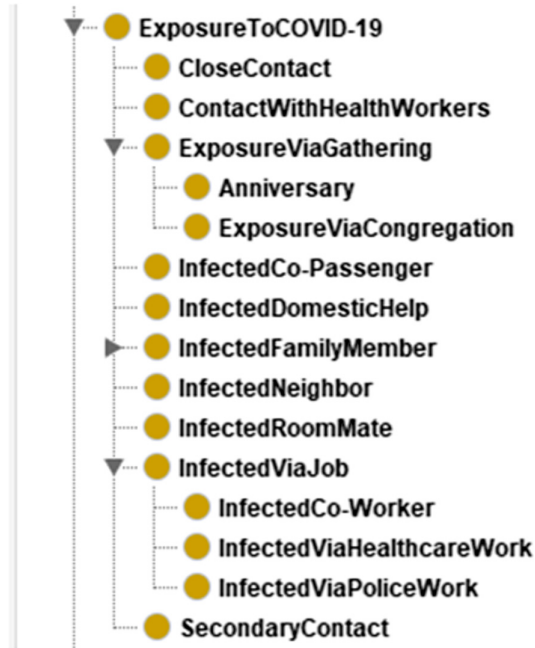 ExposureToCOVID-19
CloseContact
ContactWithHealthWorkers
ExposureViaGathering
Anniversary
ExposureViaCongregation
InfectedCo-Passenger
InfectedDomesticHelp
InfectedFamilyMember
InfectedNeighbor
InfectedRoomMate
InfectedViaJob
InfectedCo-Worker
InfectedViaHealthcareWork
InfectedViaPoliceWork
SecondaryContact